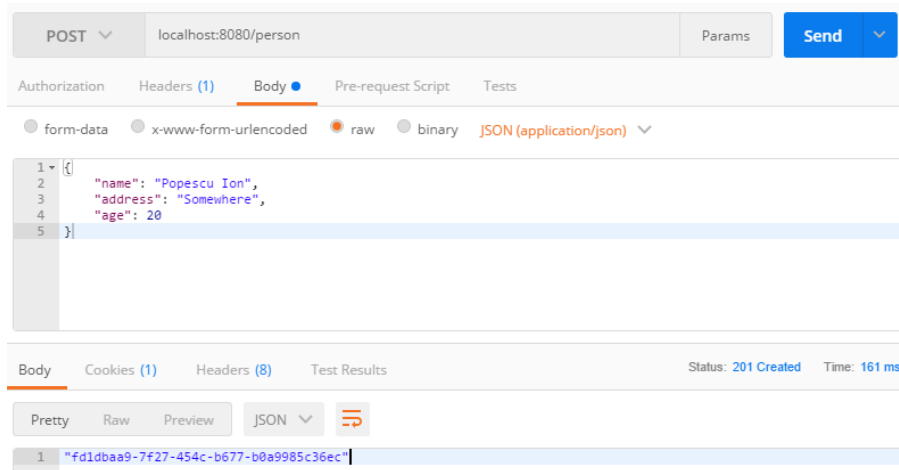 POST localhost:8080/person Params Send
Authorization Headers (1) Body Pre-request Script Tests
form-data x-www-form-urlencoded raw binary JSON (application/json)
1 {
2 "name": "Popescu Ion",
3 "address": "Somewhere",
4 "age": 20
5 }
Body Cookies (1) Headers (8) Test Results Status: 201 Created Time: 161 ms
Pretty Raw Preview JSON
1 "fd1dbaa9-7f27-454c-b677-b0a9985c36ec"